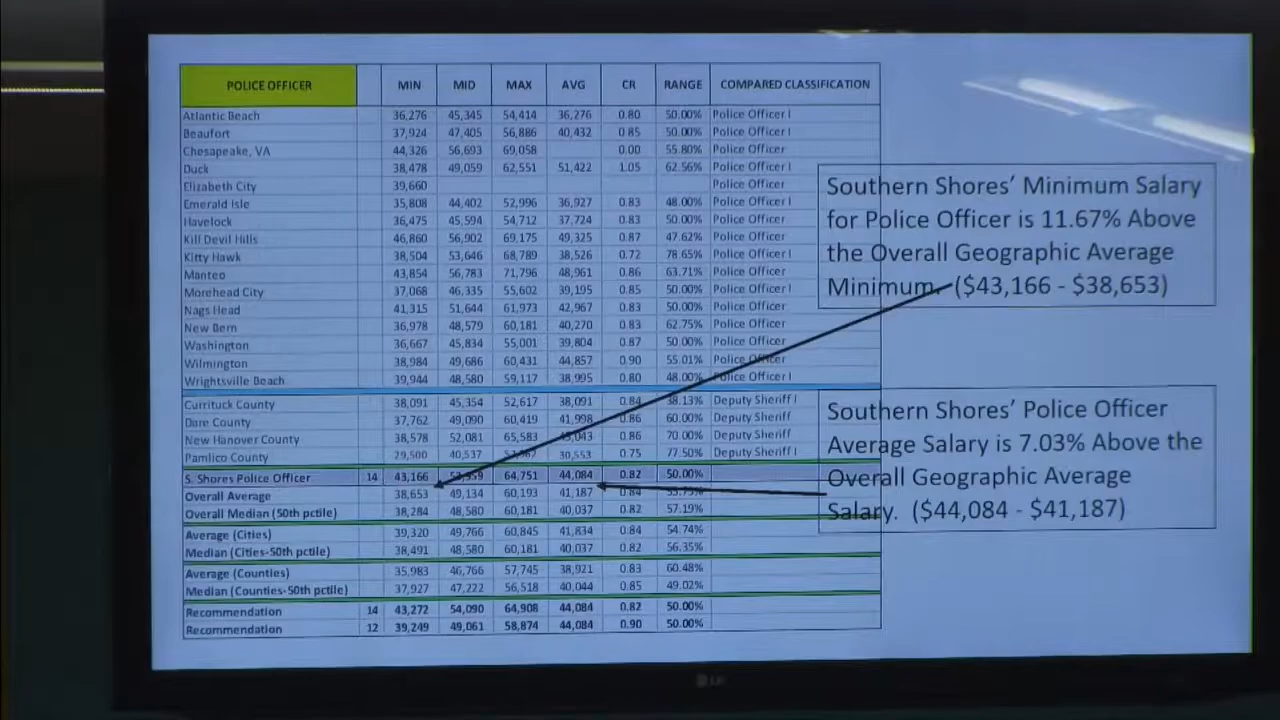 POLICE OFFICER MIN MID MAX AVG CR RANGE COMPARED CLASSIFICATION
Atlantic Beach 36,276 45,345 54,414 36,276 0.80 50.00% Police Officer I
Beaufort 37,924 47,405 56,886 40,432 0.85 50.00% Police Officer I
Chesapeake, VA 44,326 56,693 69,058 0.00 55.80% Police Officer
Duck 38,478 49,059 62,551 51,422 1.05 62.56% Police Officer I
Elizabeth City 39,660 Police Officer
Emerald Isle 35,808 44,402 52,996 36,927 0.83 48.00% Police Officer I
Havelock 36,475 45,594 54,712 37,724 0.83 50.00% Police Officer
Kill Devil Hills 46,860 56,902 69,175 49,325 0.87 47.62% Police Officer I
Kitty Hawk 38,504 53,646 68,789 38,526 0.72 78.65% Police Officer I
Manteo 43,854 56,783 71,796 48,961 0.86 63.71% Police Officer
Morehead City 37,068 46,335 55,602 39,195 0.85 50.00% Police Officer I
Nags Head 41,315 51,644 61,973 42,967 0.83 50.00% Police Officer
New Bern 36,978 48,579 60,181 40,270 0.83 62.75% Police Officer
Washington 36,667 45,834 55,001 39,804 0.87 50.00% Police Officer I
Wilmington 38,984 49,686 60,431 44,857 0.90 55.01% Police Officer
Wrightsville Beach 39,944 48,580 59,117 38,995 0.80 48.00% Police Officer I
Currituck County 38,091 45,354 52,617 38,091 0.84 38.13% Deputy Sheriff I
Dare County 37,762 49,090 60,419 41,998 0.86 60.00% Deputy Sheriff
New Hanover County 38,578 52,081 65,583 0.86 70.00% Deputy Sheriff
Pamlico County 29,500 40,537 30,553 0.75 77.50% Deputy Sheriff I
S. Shores Police Officer 14 43,166 64,751 44,084 0.82 50.00%
Overall Average 38,653 49,134 60,193 41,187 0.84
Overall Median (50th pctile) 38,284 48,580 60,181 40,037 0.82 57.19%
Average (Cities) 39,320 49,766 60,845 41,834 0.84 54.74%
Median (Cities-50th pctile) 38,491 48,580 60,181 40,037 0.82 56.35%
Average (Counties) 35,983 46,766 57,745 38,921 0.83 60.48%
Median (Counties-50th pctile) 37,927 47,222 56,518 40,044 0.85 49.02%
Recommendation 14 43,272 54,090 64,908 44,084 0.82 50.00%
Recommendation 12 39,249 49,061 58,874 44,084 0.90 50.00%
Southern Shores' Minimum Salary
for Police Officer is 11.67% Above
the Overall Geographic Average
Minimum. ($43,166 - $38,653)
Southern Shores' Police Officer
Average Salary is 7.03% Above the
Overall Geographic Average
Salary. ($44,084 - $41,187)
LG